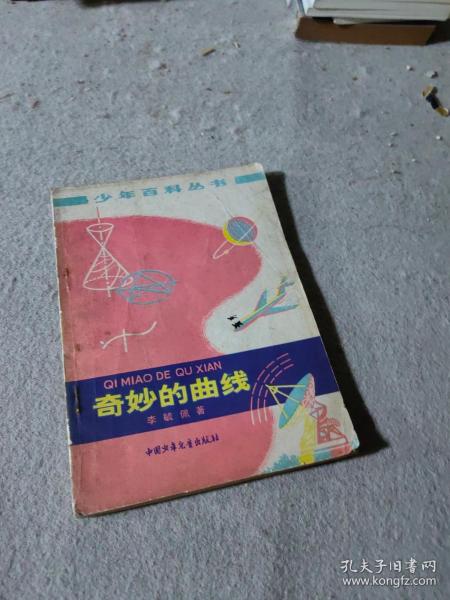 少年百科丛书
QI MIAO DE QU XIAN
奇妙的曲线
李毓佩著
中国少年儿童出版社
孔夫子旧书网
www.kongfz.com